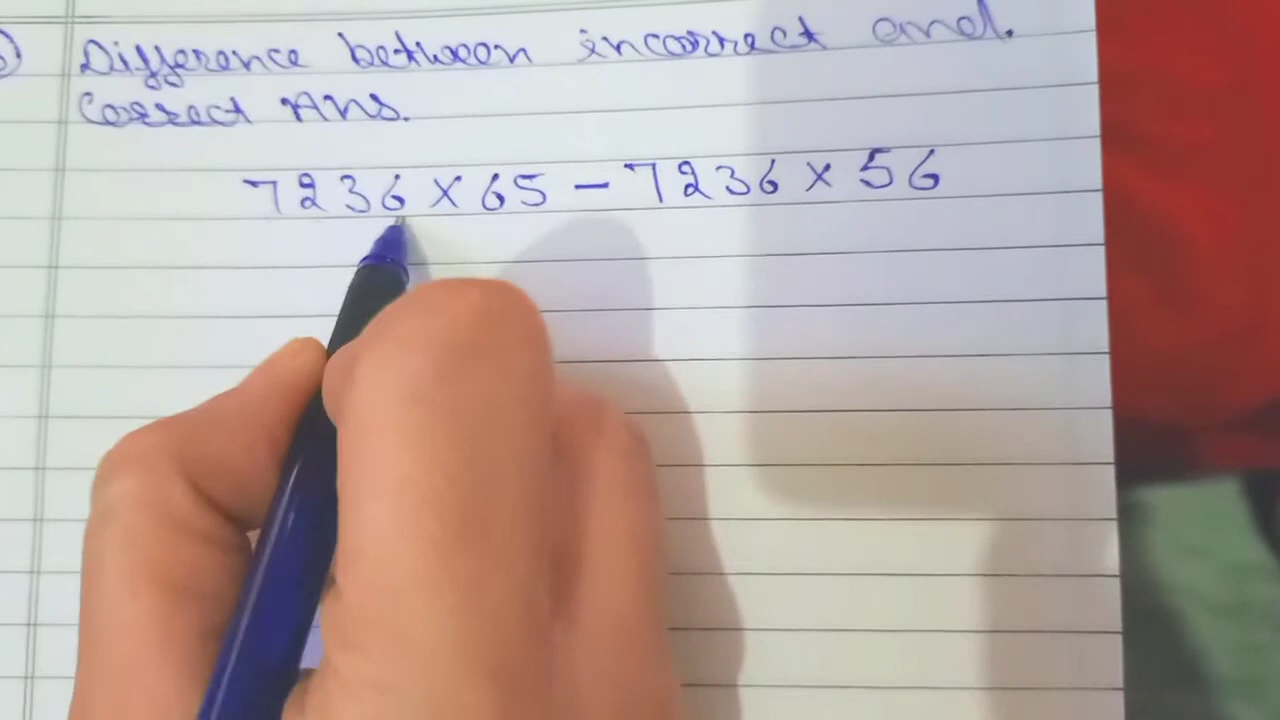 Difference between incorrect and.
Correct Ans.
7236 × 65 - 7236 × 56